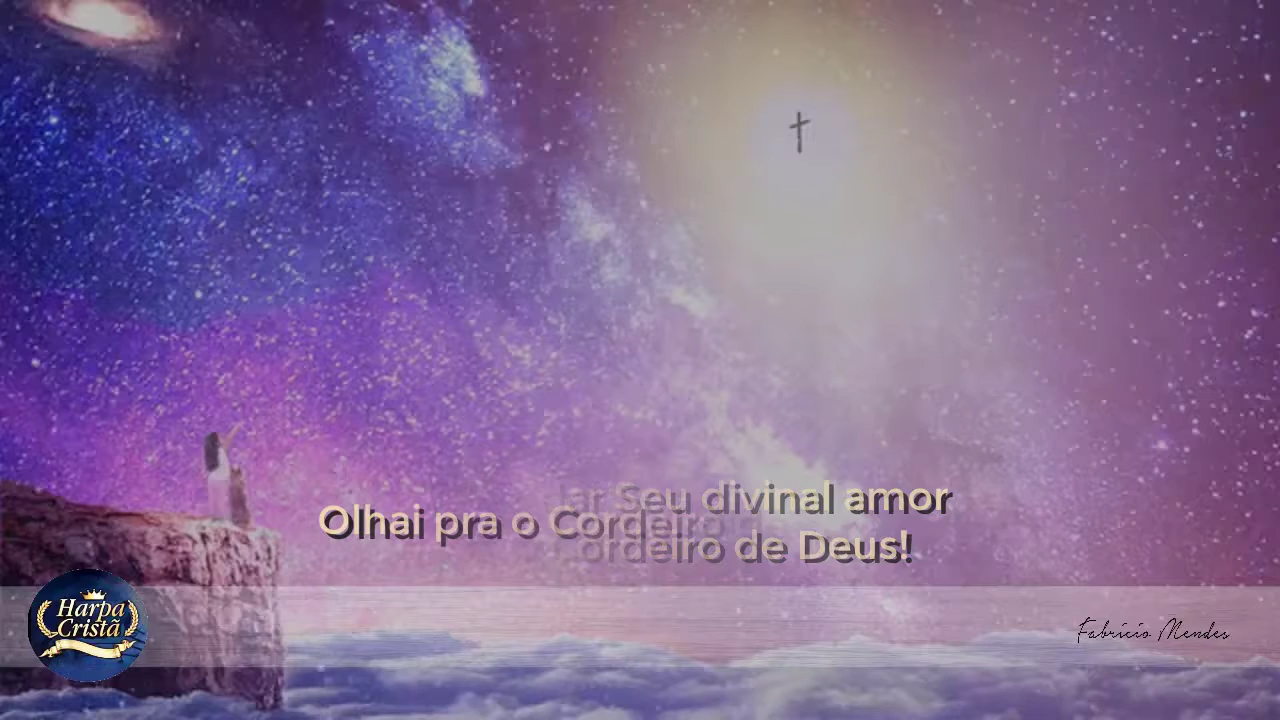 Seu divinal amor
Olhai pra o Cordeiro
Cordeiro de Deus!
Harpa
Cristã
Fabrício Mendes